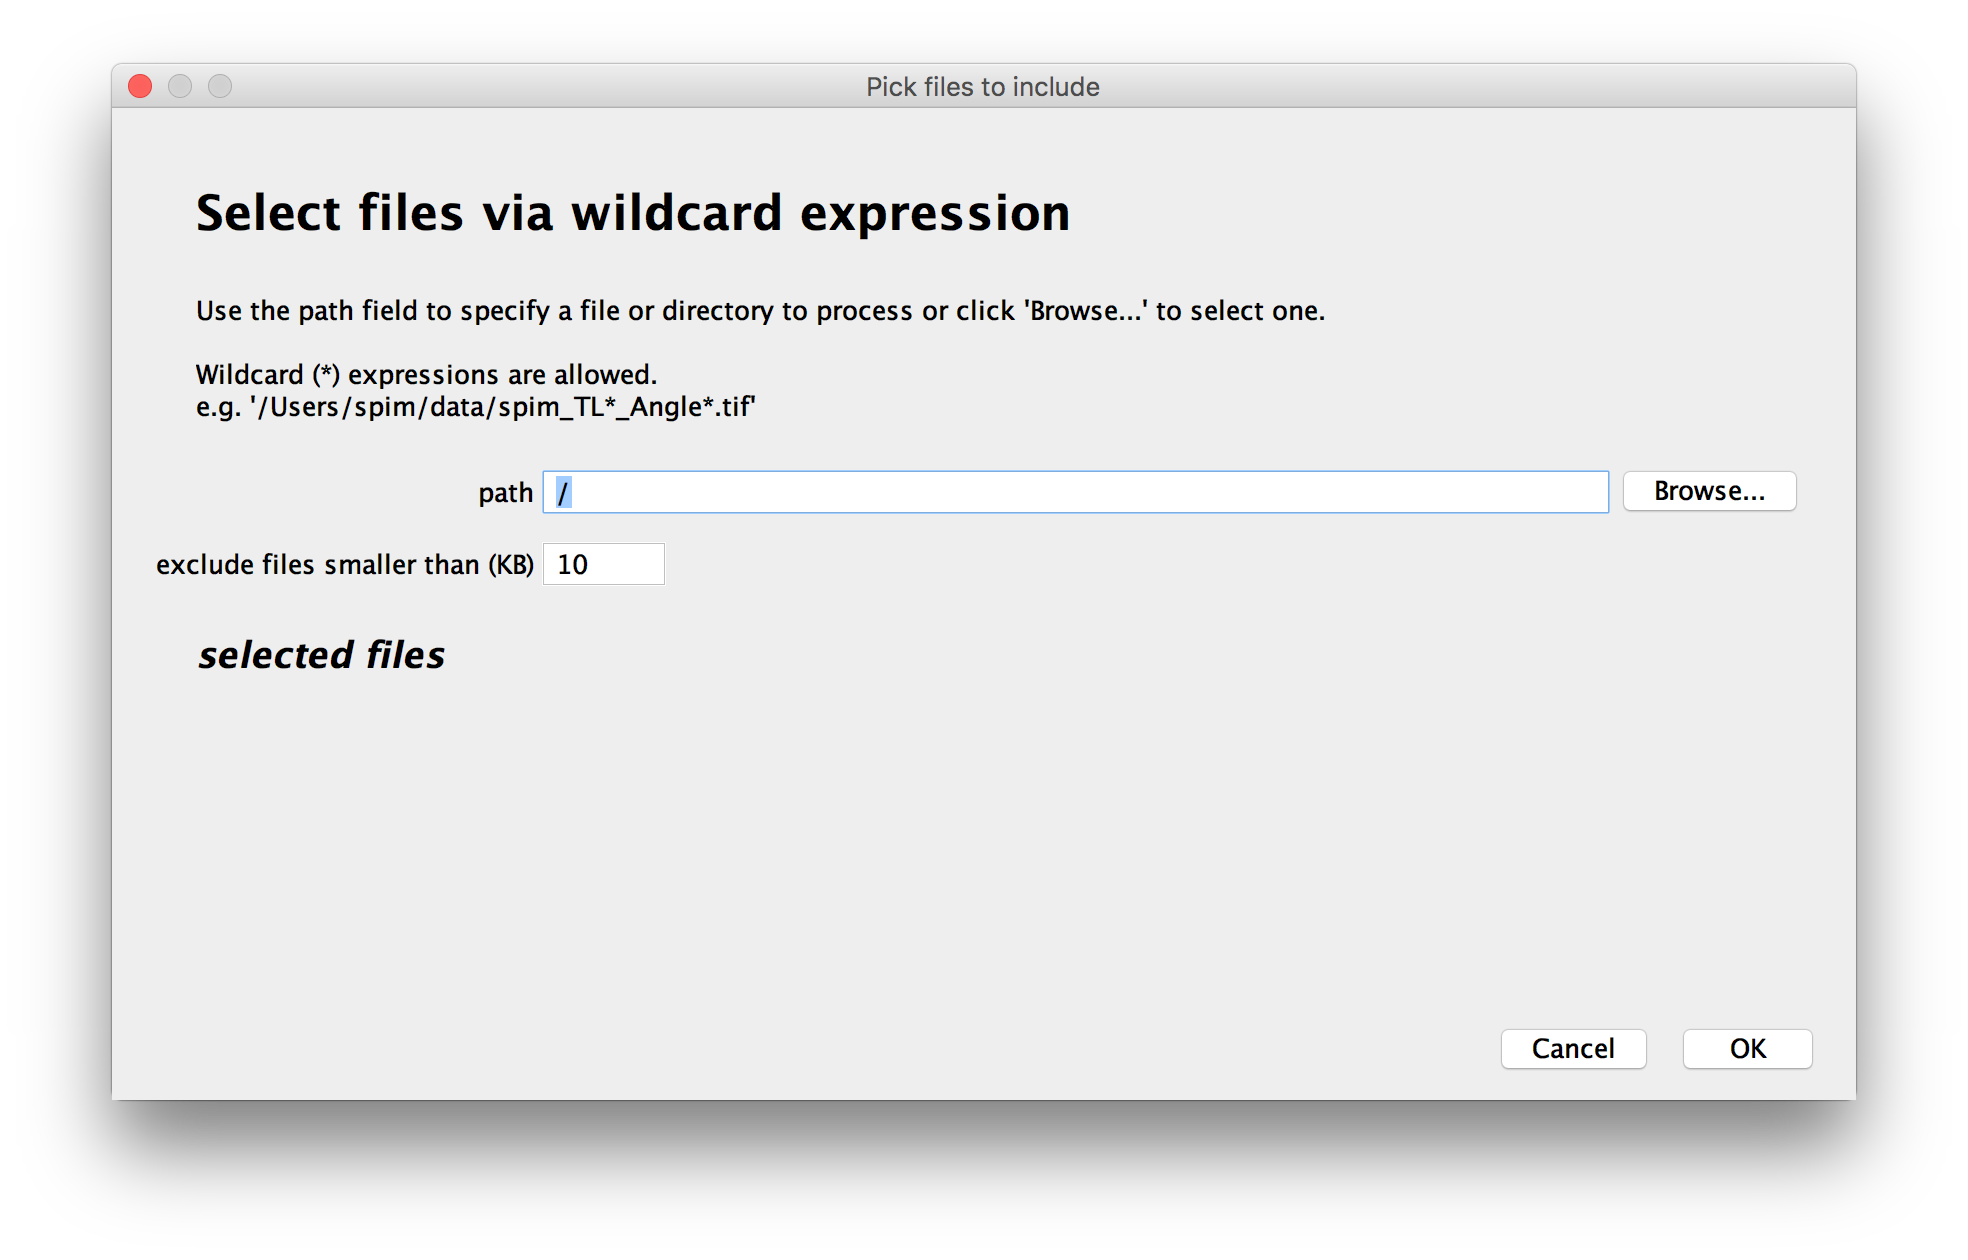 Pick files to include
Select files via wildcard expression
Use the path field to specify a file or directory to process or click 'Browse...' to select one.
Wildcard (*) expressions are allowed.
e.g. '/Users/spim/data/spim_TL*_Angle*.tif'
path / Browse...
exclude files smaller than (KB) 10
selected files
Cancel OK